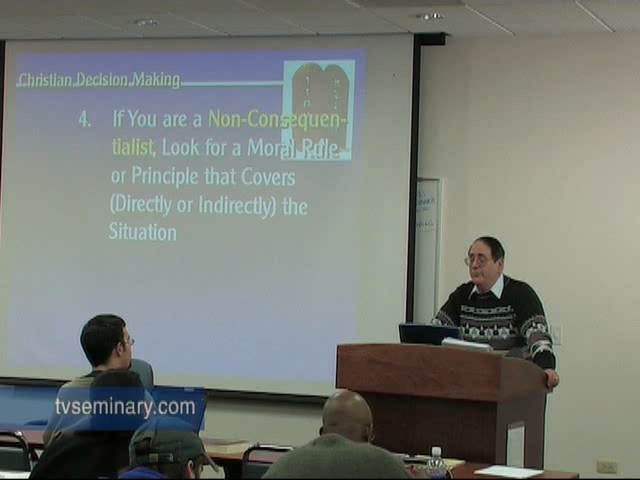 Christian Decision Making
4. If You are a Non-Consequen-
tialist, Look for a Moral Rule
or Principle that Covers
(Directly or Indirectly) the
Situation
tvseminary.com